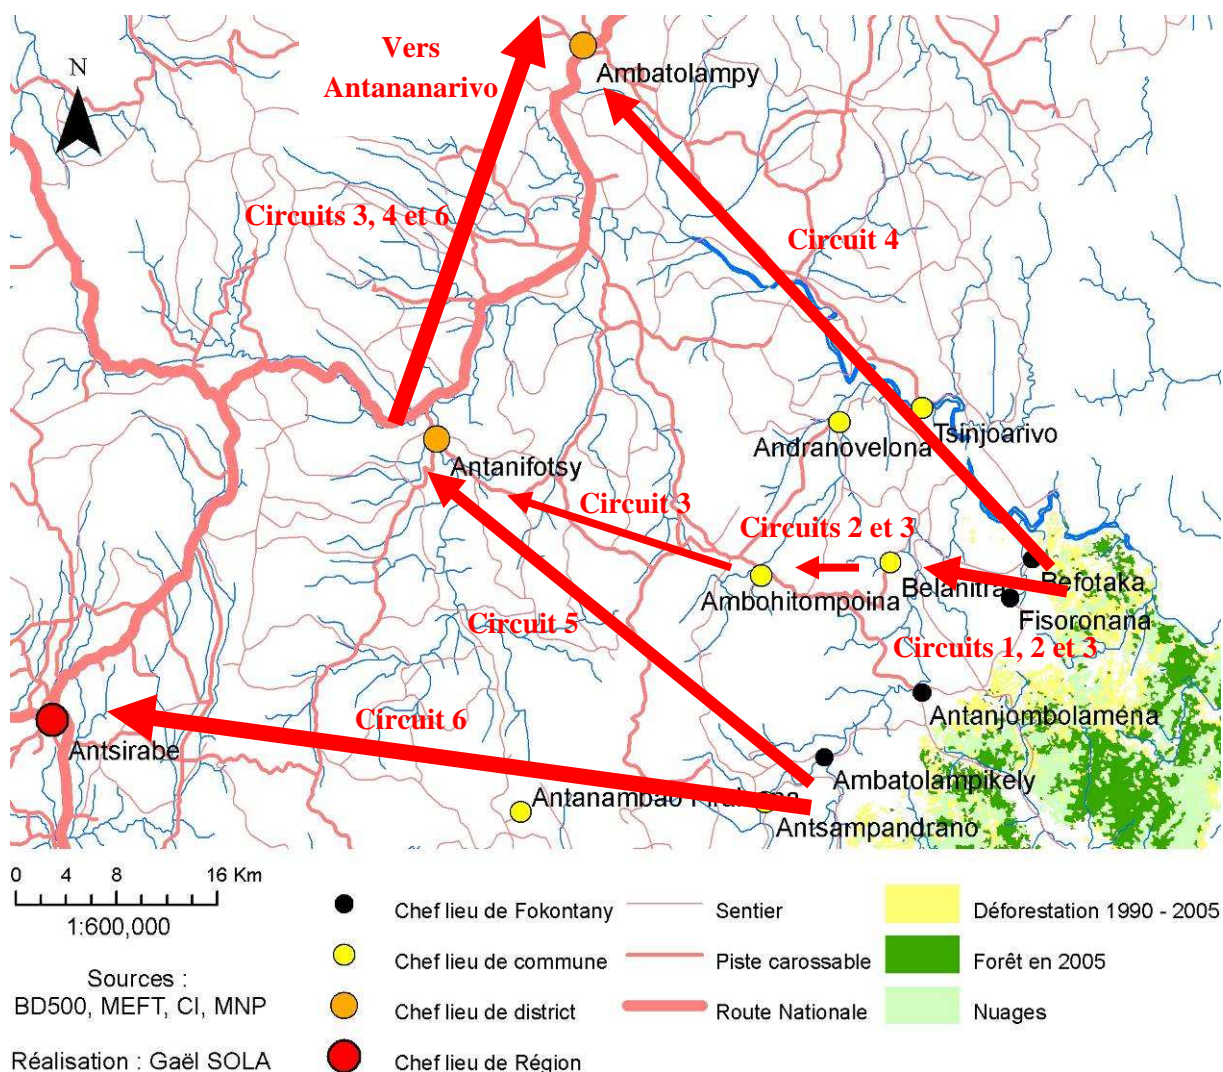 Vers
Antananarivo
N
Ambatolampy
Circuits 3, 4 et 6
Circuit 4
Tsinjoarivo
Andranovelona
Antanifotsy
Circuit 3
Circuits 2 et 3
Belanitra
Befotaka
Ambohitompoina
Fisoronana
Circuit 5
Circuits 1, 2 et 3
Antanjombolamena
Circuit 6
Antsirabe
Ambatolampikely
Antanambao
Antsampandrano
0 4 8 16 Km
1:600,000
Sources :
BD500, MEFT, CI, MNP
Réalisation : Gaël SOLA
Chef lieu de Fokontany
Chef lieu de commune
Chef lieu de district
Chef lieu de Région
Sentier
Piste carossable
Route Nationale
Déforestation 1990 - 2005
Forêt en 2005
Nuages